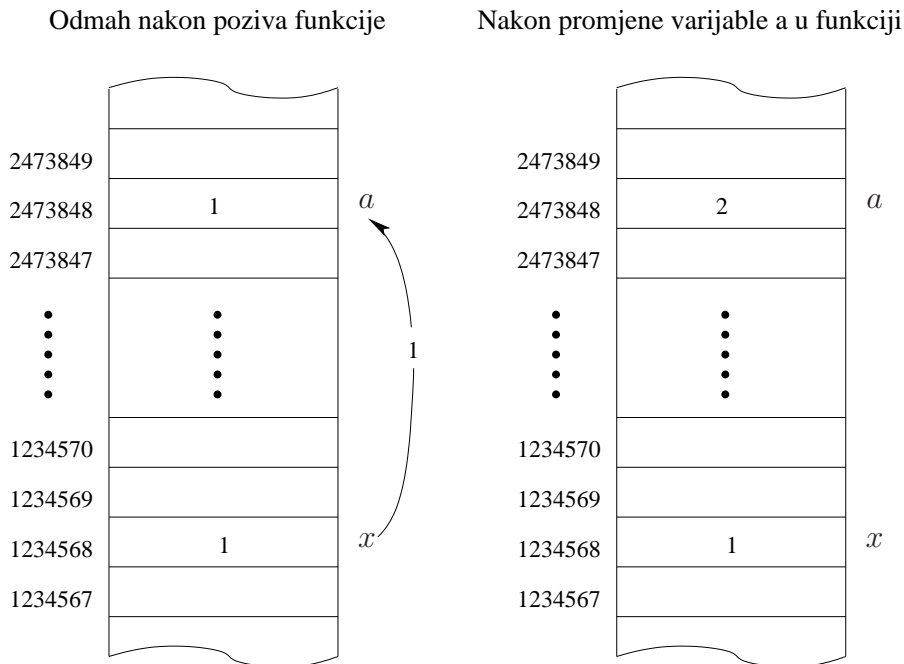 Odmah nakon poziva funkcije
2473849
2473848 1 a
2473847
1
1234570
1234569
1234568 1 x
1234567
Nakon promjene varijable a u funkciji
2473849
2473848 2 a
2473847
1234570
1234569
1234568 1 x
1234567